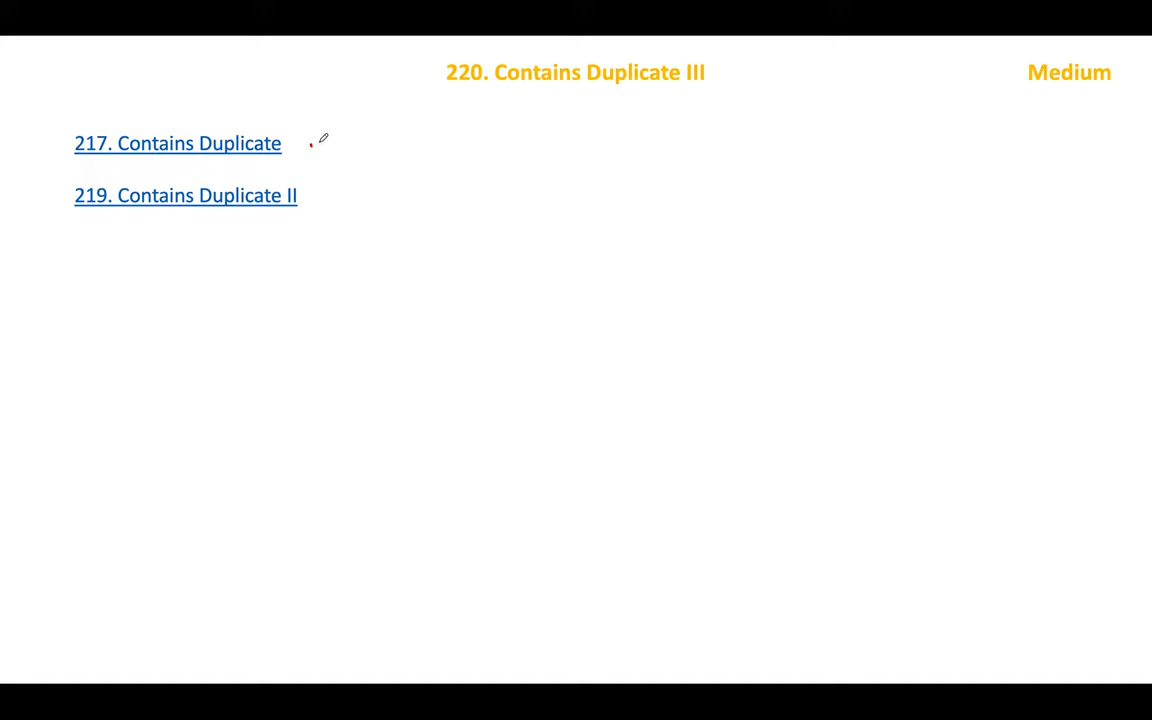 220. Contains Duplicate III
Medium
217. Contains Duplicate
219. Contains Duplicate II